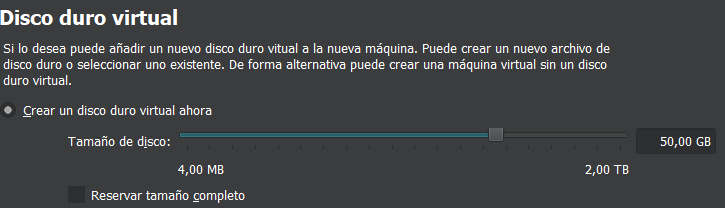 Disco duro virtual
Si lo desea puede añadir un nuevo disco duro vitual a la nueva máquina. Puede crear un nuevo archivo de
disco duro o seleccionar uno existente. De forma alternativa puede crear una máquina virtual sin un disco
duro virtual.
Crear un disco duro virtual ahora
Tamaño de disco:
50,00 GB
4,00 MB
2,00 TB
Reservar tamaño completo